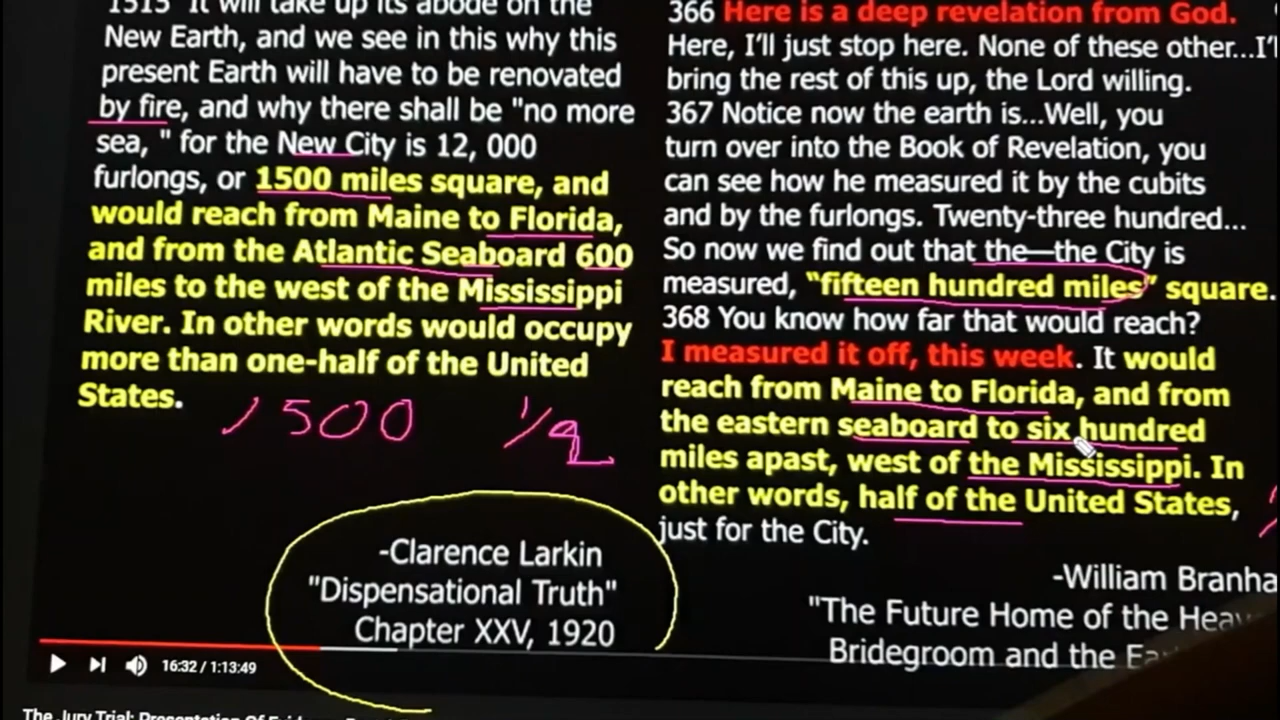 1515 It will take up its abode on the
New Earth, and we see in this why this
present Earth will have to be renovated
by fire, and why there shall be "no more
sea, " for the New City is 12, 000
furlongs, or 1500 miles square, and
would reach from Maine to Florida,
and from the Atlantic Seaboard 600
miles to the west of the Mississippi
River. In other words would occupy
more than one-half of the United
States.
1500 1/2
-Clarence Larkin
"Dispensational Truth"
Chapter XXV, 1920
366 Here is a deep revelation from God.
Here, I'll just stop here. None of these other...I'l
bring the rest of this up, the Lord willing.
367 Notice now the earth is...Well, you
turn over into the Book of Revelation, you
can see how he measured it by the cubits
and by the furlongs. Twenty-three hundred...
So now we find out that the—the City is
measured, "fifteen hundred miles" square.
368 You know how far that would reach?
I measured it off, this week. It would
reach from Maine to Florida, and from
the eastern seaboard to six hundred
miles apast, west of the Mississippi. In
other words, half of the United States,
just for the City.
-William Branha
"The Future Home of the Heav
Bridegroom and the Ea
16:32 / 1:13:49
The Jury Trial: Presentation Of Evidence